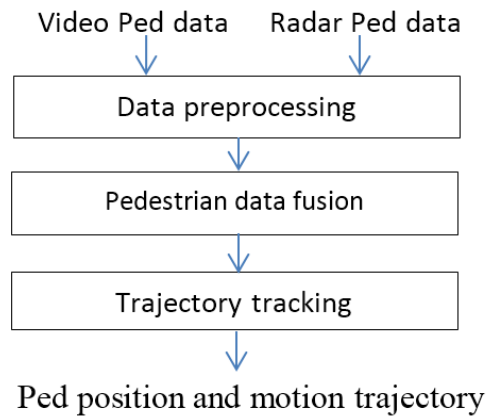 Video Ped data Radar Ped data
Data preprocessing
Pedestrian data fusion
Trajectory tracking
Ped position and motion trajectory